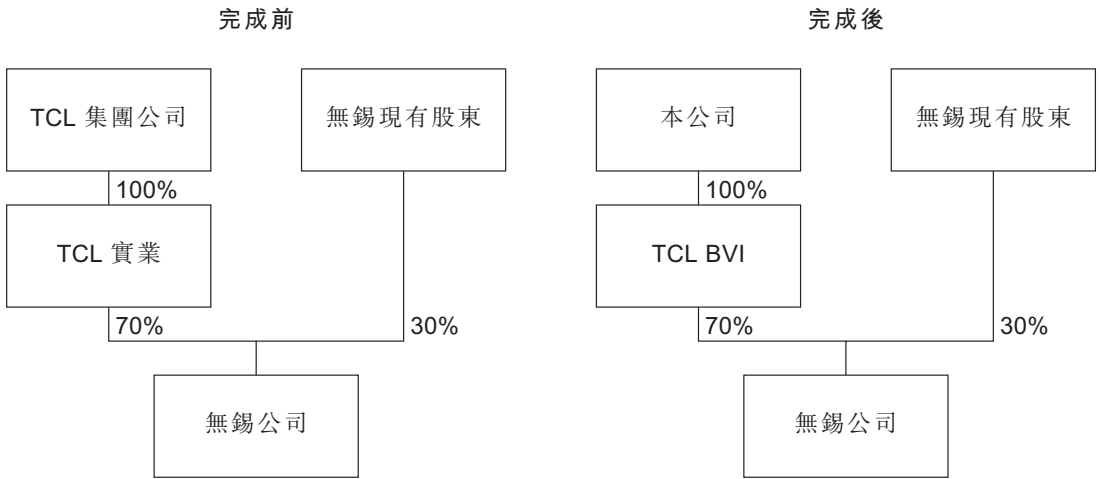 完成前
TCL 集團公司
無錫現有股東
100%
TCL 實業
70%
30%
無錫公司
完成後
本公司
無錫現有股東
100%
TCL BVI
70%
30%
無錫公司